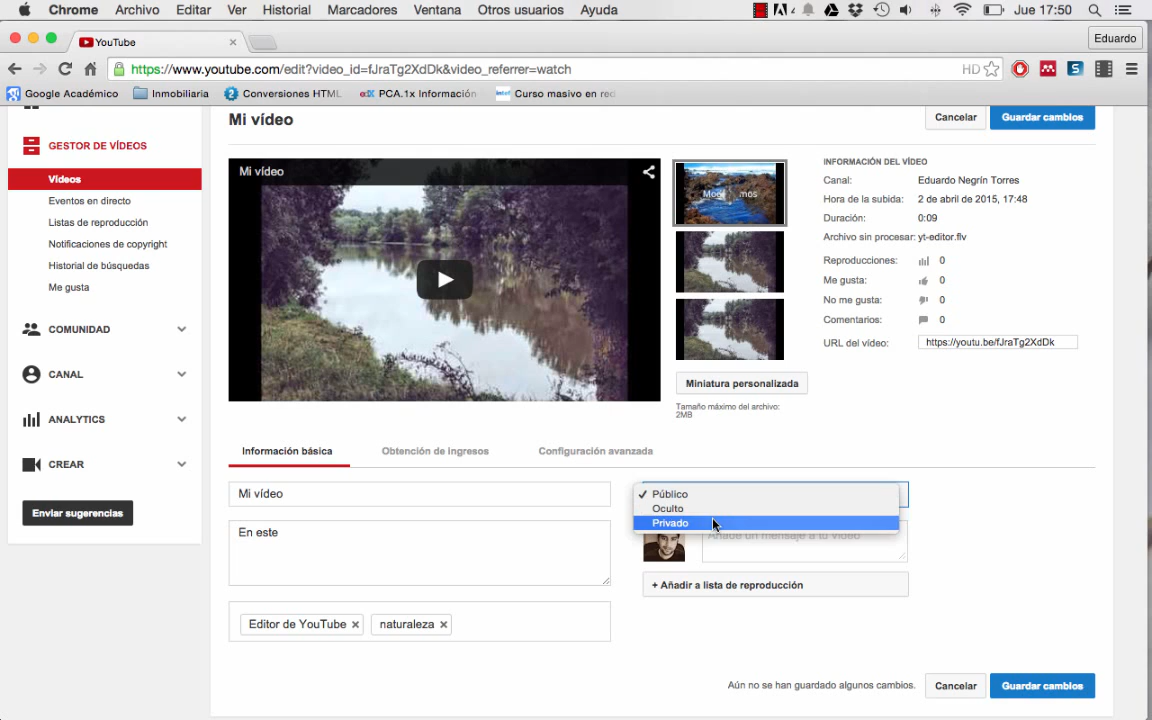 Chrome Archivo Editar Ver Historial Marcadores Ventana Otros usuarios Ayuda Jue 17:50
YouTube Eduardo
https://www.youtube.com/edit?video_id=fJraTg2XdDk&video_referrer=watch HD
Google Académico Inmobiliaria Conversiones HTML PCA.1x Información Curso masivo en red
Mi vídeo Cancelar Guardar cambios
GESTOR DE VÍDEOS
Vídeos
Eventos en directo
Listas de reproducción
Notificaciones de copyright
Historial de búsquedas
Me gusta
COMUNIDAD
CANAL
ANALYTICS
CREAR
Enviar sugerencias
Mi vídeo
INFORMACIÓN DEL VÍDEO
Canal: Eduardo Negrín Torres
Hora de la subida: 2 de abril de 2015, 17:48
Duración: 0:09
Archivo sin procesar: yt-editor.flv
Reproducciones: 0
Me gusta: 0
No me gusta: 0
Comentarios: 0
URL del vídeo: https://youtu.be/fJraTg2XdDk
Miniatura personalizada
Tamaño máximo del archivo:
2MB
Información básica Obtención de ingresos Configuración avanzada
Mi vídeo
En este
Editor de YouTube × naturaleza ×
✓ Público
Oculto
Privado
Añade un mensaje a tu vídeo
+ Añadir a lista de reproducción
Aún no se han guardado algunos cambios. Cancelar Guardar cambios